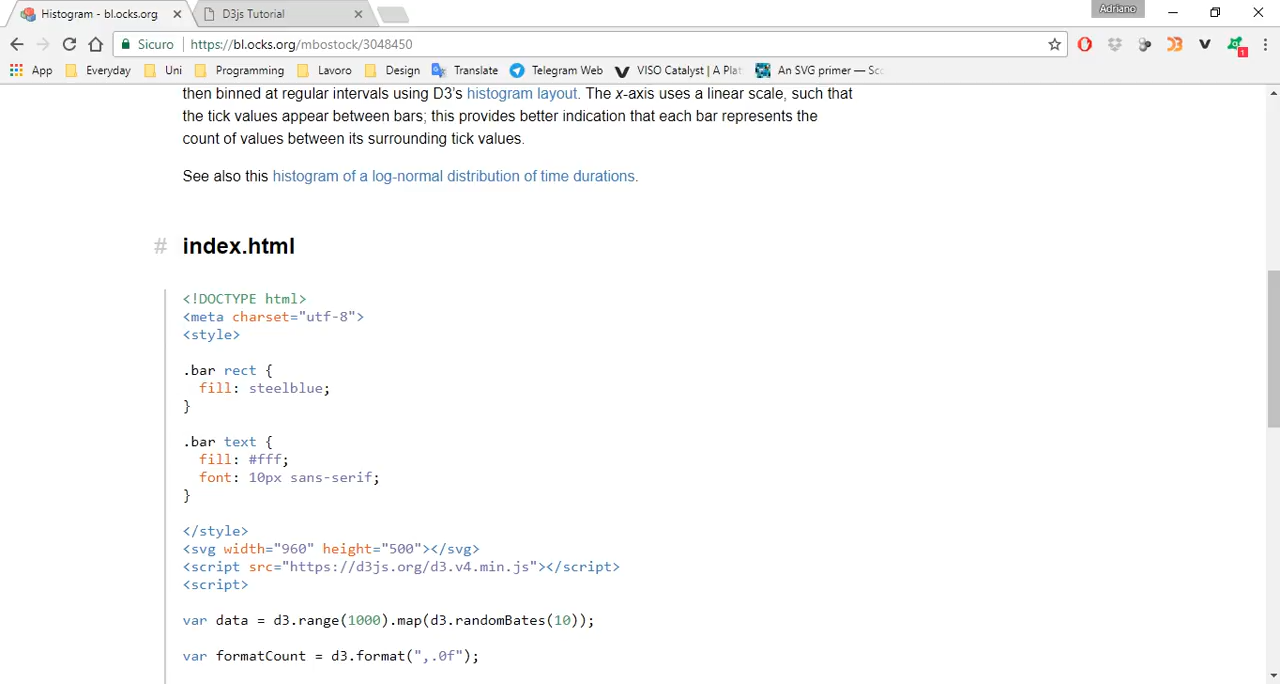 Histogram - bl.ocks.org
D3js Tutorial
Adriano
Sicuro
https://bl.ocks.org/mbostock/3048450
1
App
Everyday
Uni
Programming
Lavoro
Design
Translate
Telegram Web
VISO Catalyst | A Plat
An SVG primer — Sc
then binned at regular intervals using D3’s histogram layout. The x-axis uses a linear scale, such that
the tick values appear between bars; this provides better indication that each bar represents the
count of values between its surrounding tick values.
See also this histogram of a log-normal distribution of time durations.
# index.html
<!DOCTYPE html>
<meta charset="utf-8">
<style>
.bar rect {
  fill: steelblue;
}
.bar text {
  fill: #fff;
  font: 10px sans-serif;
}
</style>
<svg width="960" height="500"></svg>
<script src="https://d3js.org/d3.v4.min.js"></script>
<script>
var data = d3.range(1000).map(d3.randomBates(10));
var formatCount = d3.format(",.0f");